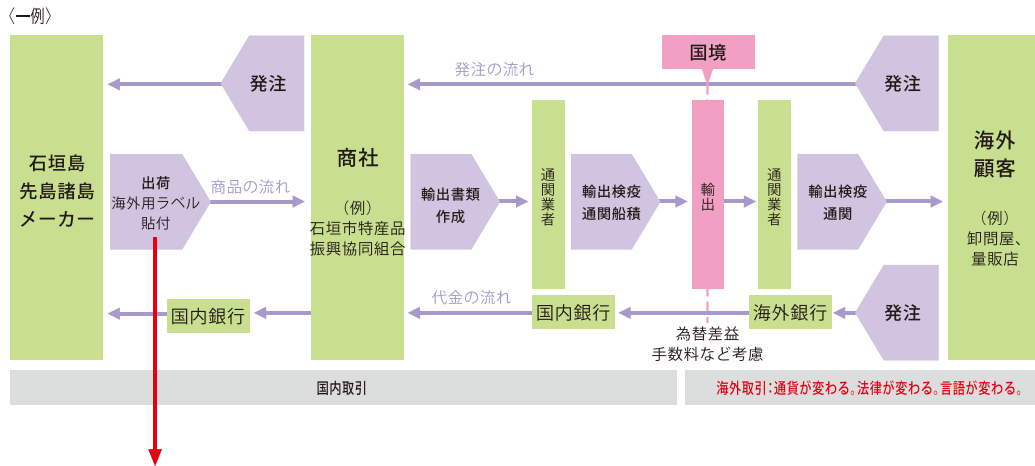 〈一例〉
国境
発注
発注の流れ
発注
石垣島
先島諸島
メーカー
出荷
海外用ラベル
貼付
商品の流れ
商社
（例）
石垣市特産品
振興協同組合
輸出書類
作成
通関業者
輸出検疫
通関船積
輸出
通関業者
輸出検疫
通関
海外
顧客
（例）
卸問屋、
量販店
国内銀行
代金の流れ
国内銀行
海外銀行
発注
為替差益
手数料など考慮
国内取引
海外取引：通貨が変わる。法律が変わる。言語が変わる。